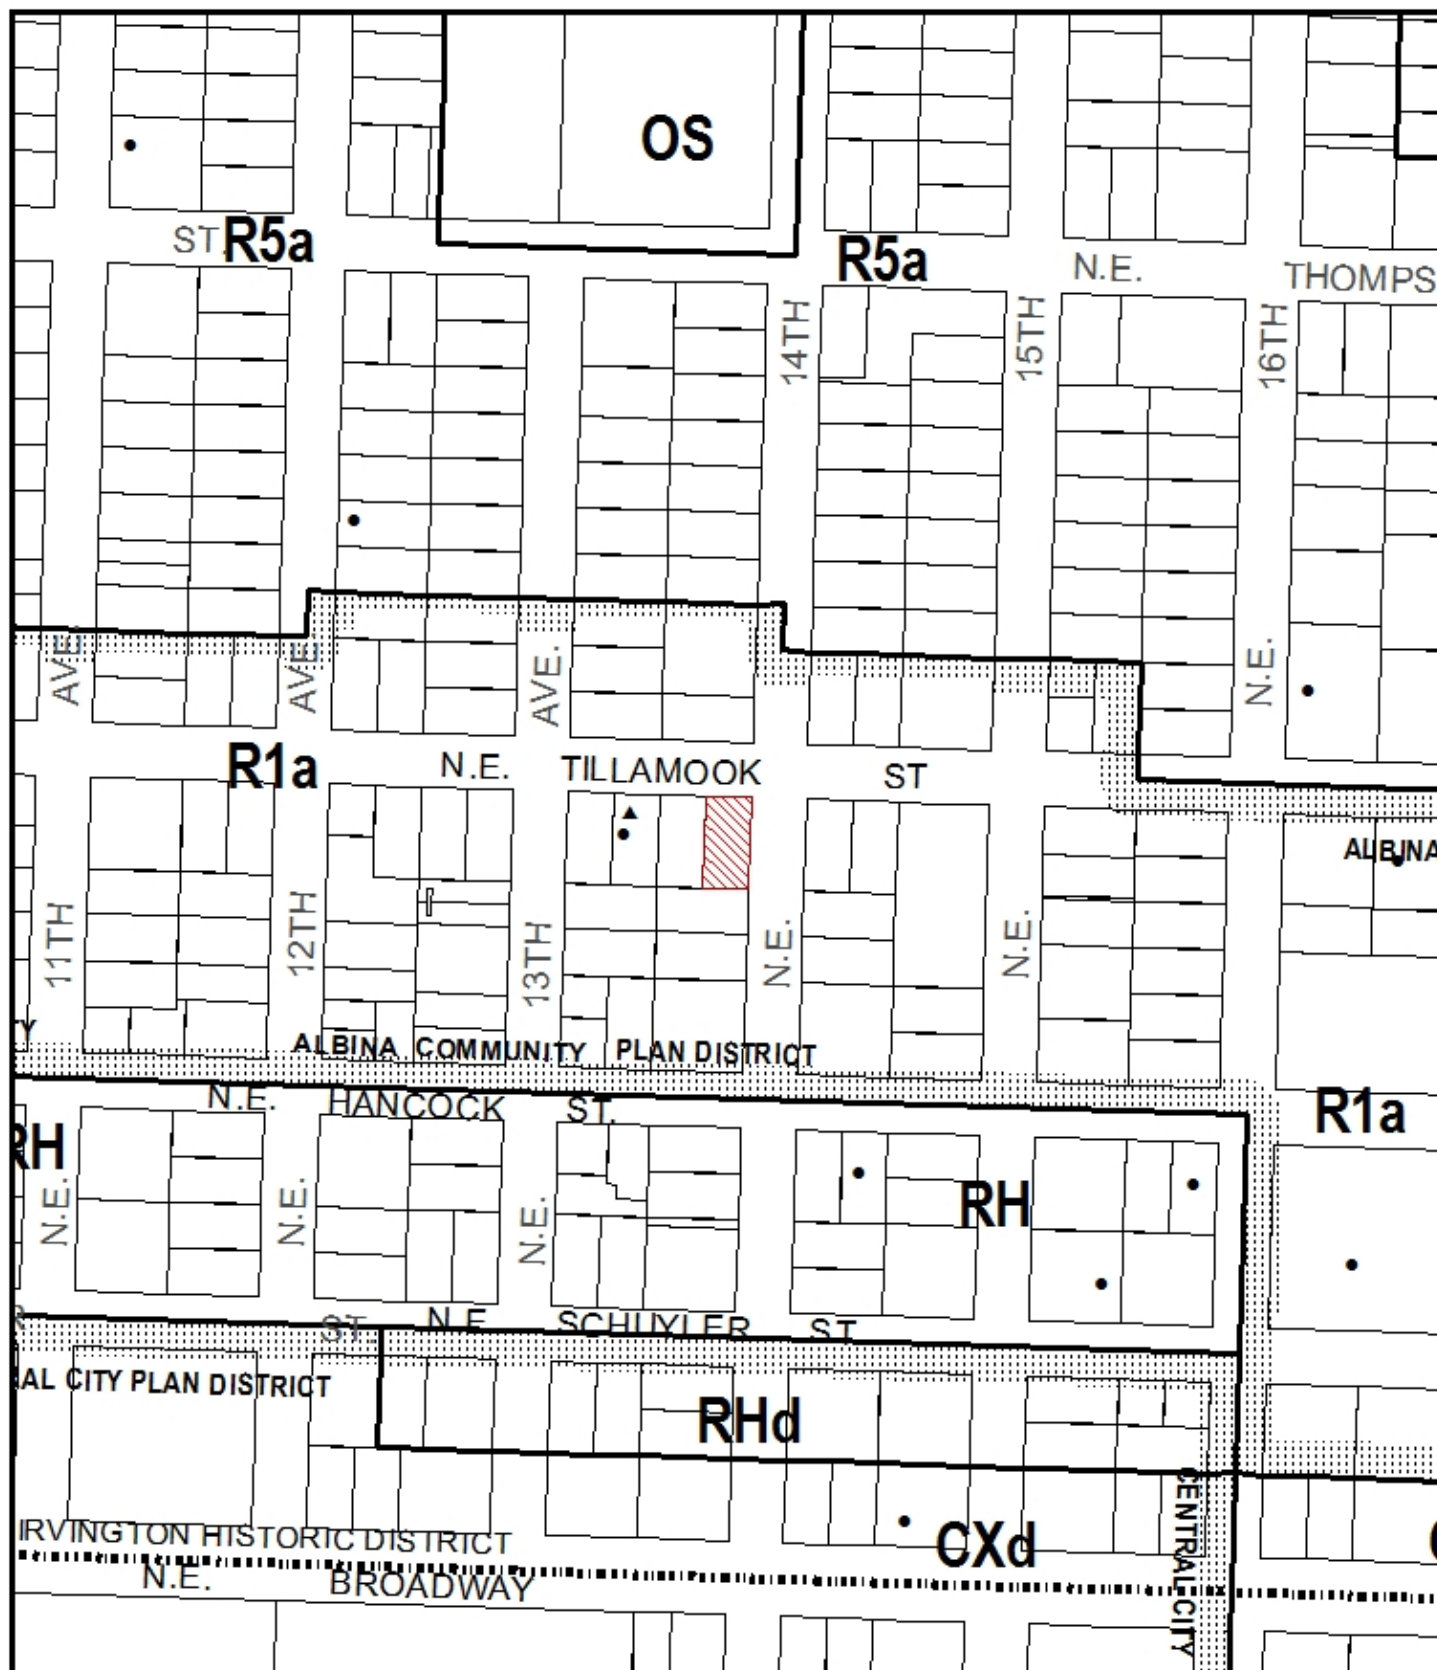 OS
ST. R5a
R5a
N.E. THOMPS
14TH
15TH
16TH
AVE.
AVE
AVE.
N.E.
R1a
N.E. TILLAMOOK ST
ALBINA
11TH
12TH
13TH
N.E.
N.E.
TY
ALBINA COMMUNITY PLAN DISTRICT
N.E. HANCOCK ST.
R1a
RH
N.E.
N.E.
N.E.
RH
R
ST. N.E. SCHUYLER ST
AL CITY PLAN DISTRICT
RHd
CENTRAL CITY
IRVINGTON HISTORIC DISTRICT
CXd
N.E. BROADWAY